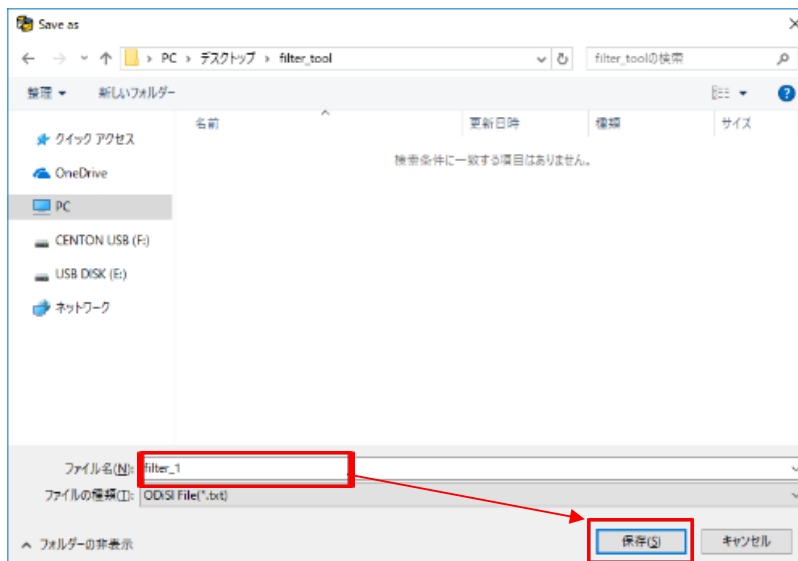 Save as
PC › デスクトップ › filter_tool
filter_toolの検索
整理 新しいフォルダー
名前 更新日時 種類 サイズ
検索条件に一致する項目はありません。
クイック アクセス
OneDrive
PC
CENTON USB (F:)
USB DISK (E:)
ネットワーク
ファイル名(N): filter_1
ファイルの種類(T): ODiSI File(*.txt)
フォルダーの非表示
保存(S) キャンセル